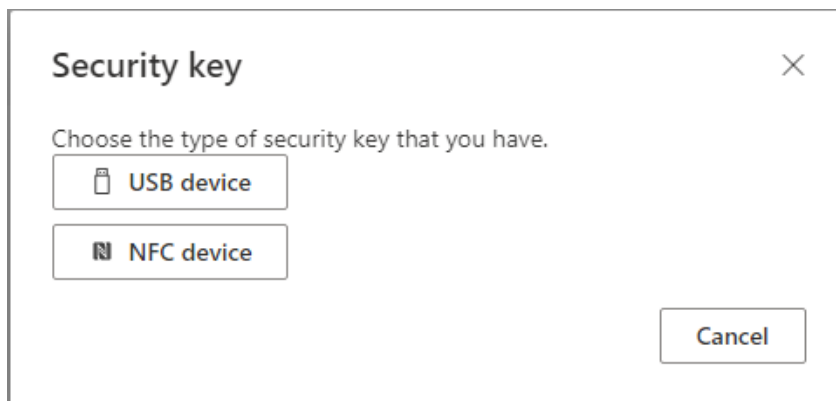 Security key
Choose the type of security key that you have.
USB device
NFC device
Cancel